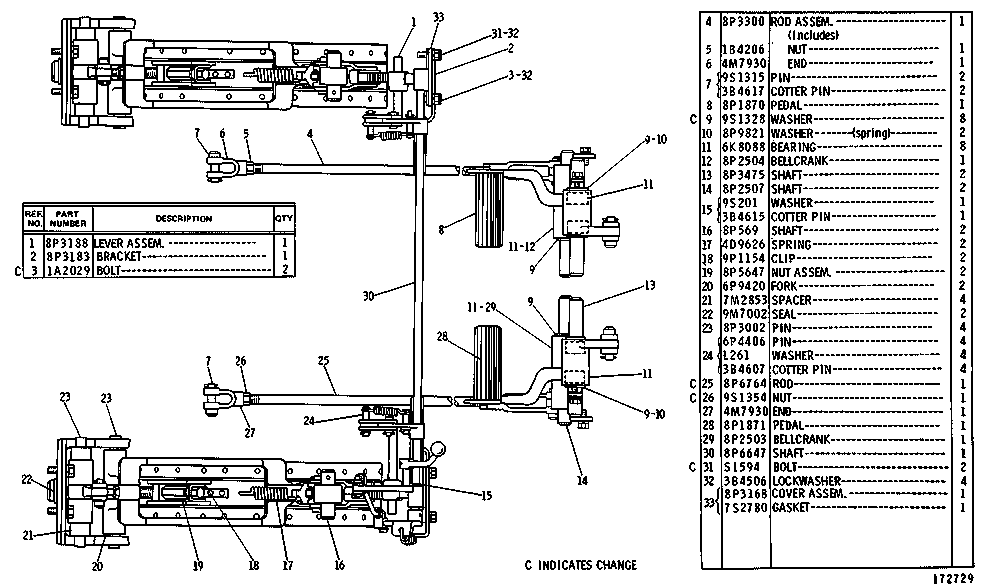 1
33
31-32
2
3-32
7
6
5
4
9-10
11
8
11-12
9
REF. NO. PART NUMBER DESCRIPTION QTY
1 8P3188 LEVER ASSEM. 1
2 8P3183 BRACKET 1
C 3 1A2029 BOLT 2
30
13
11-29
9
28
7
26
25
11
9-10
27
24
23
23
22
15
14
21
20
19
18
17
16
C INDICATES CHANGE
4 8P3300 ROD ASSEM. 1
(Includes)
5 1B4206 NUT 1
6 4M7930 END 1
7 9S1315 PIN 2
3B4617 COTTER PIN 2
8 8P1870 PEDAL 1
C 9 9S1328 WASHER 8
10 8P9821 WASHER (spring) 2
11 6K8088 BEARING 8
12 8P2504 BELLCRANK 1
13 8P3475 SHAFT 2
14 8P2507 SHAFT 2
15 9S201 WASHER 1
3B4615 COTTER PIN 1
16 8P569 SHAFT 2
17 4D9626 SPRING 2
18 9P1154 CLIP 2
19 8P5647 NUT ASSEM. 2
20 6P9420 FORK 2
21 7M2853 SPACER 4
22 9M7002 SEAL 2
23 8P3002 PIN 4
24 6P4406 PIN 4
L261 WASHER 4
3B4607 COTTER PIN 4
C 25 8P6764 ROD 1
C 26 9S1354 NUT 1
27 4M7930 END 1
28 8P1871 PEDAL 1
29 8P2503 BELLCRANK 1
30 8P6647 SHAFT 1
C 31 S1594 BOLT 2
32 3B4506 LOCKWASHER 4
33 8P3168 COVER ASSEM. 1
7S2780 GASKET 1
172729